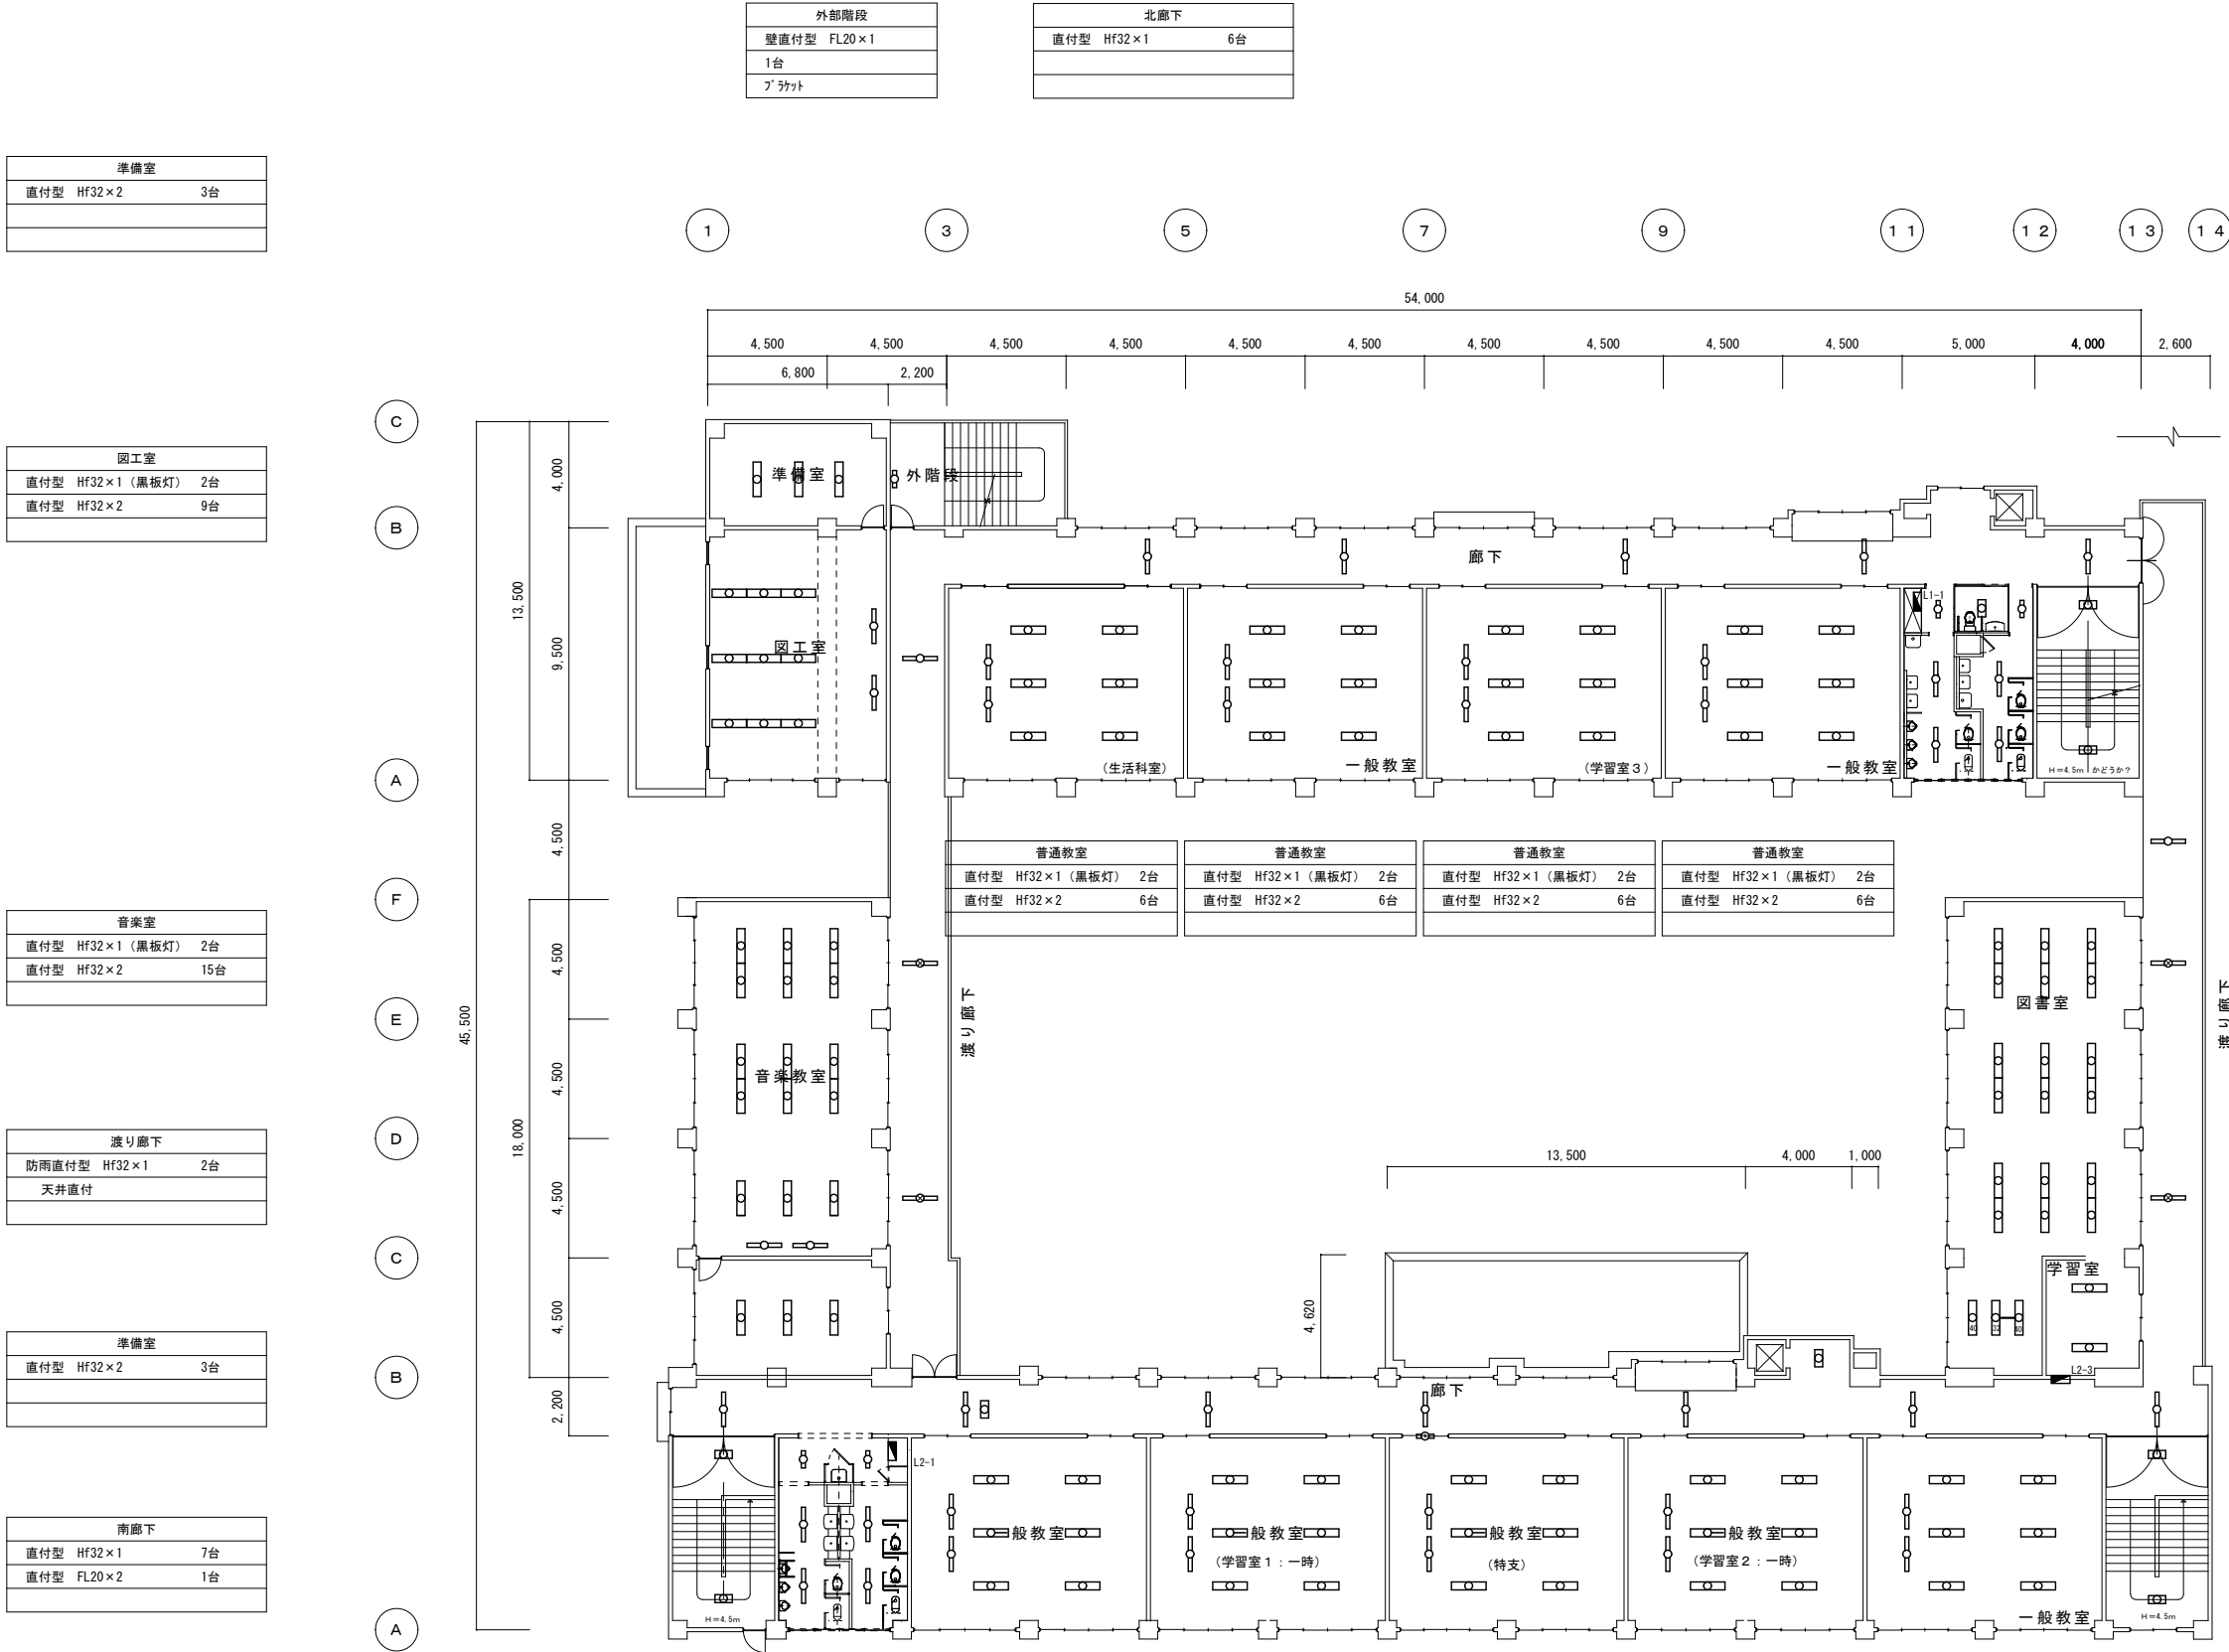 外部階段
壁直付型 FL20×1
1台
ブラケット
北廊下
直付型 Hf32×1 6台
準備室
直付型 Hf32×2 3台
1 3 5 7 9 11 12 13 14
54,000
4,500 4,500 4,500 4,500 4,500 4,500 4,500 4,500 4,500 4,500 5,000 4,000 2,600
6,800 2,200
C
図工室
直付型 Hf32×1 (黒板灯) 2台
直付型 Hf32×2 9台
4,000
準備室
外階段
B
廊下
13,500
9,500
図工室
L1-1
A
(生活科室)
一般教室
(学習室3)
一般教室
H=4.5m かどうか?
4,500
普通教室
直付型 Hf32×1 (黒板灯) 2台
直付型 Hf32×2 6台
普通教室
直付型 Hf32×1 (黒板灯) 2台
直付型 Hf32×2 6台
普通教室
直付型 Hf32×1 (黒板灯) 2台
直付型 Hf32×2 6台
普通教室
直付型 Hf32×1 (黒板灯) 2台
直付型 Hf32×2 6台
F
音楽室
直付型 Hf32×1 (黒板灯) 2台
直付型 Hf32×2 15台
4,500
E
45,500
渡り廊下
図書室
渡り廊下
4,500
音楽教室
D
18,000
渡り廊下
防雨直付型 Hf32×1 2台
天井直付
13,500 4,000 1,000
4,500
C
学習室
4,500
4,620
40 32 40
準備室
直付型 Hf32×2 3台
B
L2-3
2,200
廊下
L2-1
南廊下
直付型 Hf32×1 7台
直付型 FL20×2 1台
一般教室
一般教室
(学習室1:一時)
一般教室
(特支)
一般教室
(学習室2:一時)
一般教室
H=4.5m
H=4.5m
A